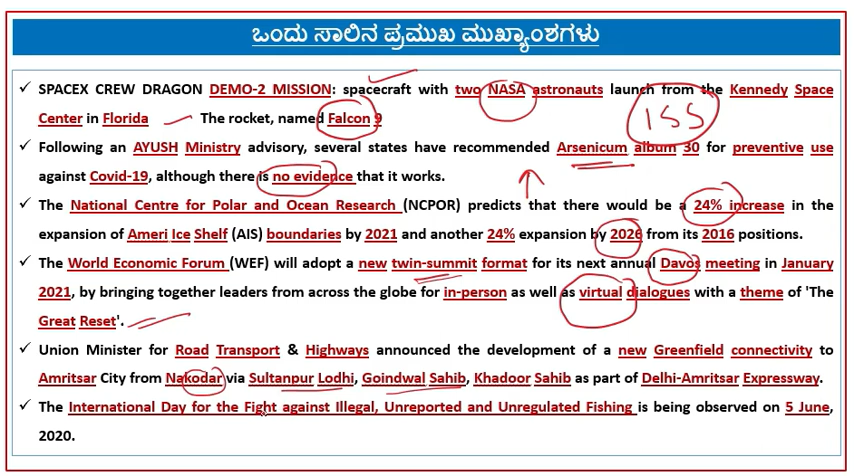 ಒಂದು ಸಾಲಿನ ಪ್ರಮುಖ ಮುಖ್ಯಾಂಶಗಳು
✓ SPACEX CREW DRAGON DEMO-2 MISSION: spacecraft with two NASA astronauts launch from the Kennedy Space
Center in Florida The rocket, named Falcon 9
ISS
✓ Following an AYUSH Ministry advisory, several states have recommended Arsenicum album 30 for preventive use
against Covid-19, although there is no evidence that it works.
✓ The National Centre for Polar and Ocean Research (NCPOR) predicts that there would be a 24% increase in the
expansion of Ameri Ice Shelf (AIS) boundaries by 2021 and another 24% expansion by 2026 from its 2016 positions.
✓ The World Economic Forum (WEF) will adopt a new twin-summit format for its next annual Davos meeting in January
2021, by bringing together leaders from across the globe for in-person as well as virtual dialogues with a theme of 'The
Great Reset'.
✓ Union Minister for Road Transport & Highways announced the development of a new Greenfield connectivity to
Amritsar City from Nakodar via Sultanpur Lodhi, Goindwal Sahib, Khadoor Sahib as part of Delhi-Amritsar Expressway.
✓ The International Day for the Fight against Illegal, Unreported and Unregulated Fishing is being observed on 5 June,
2020.